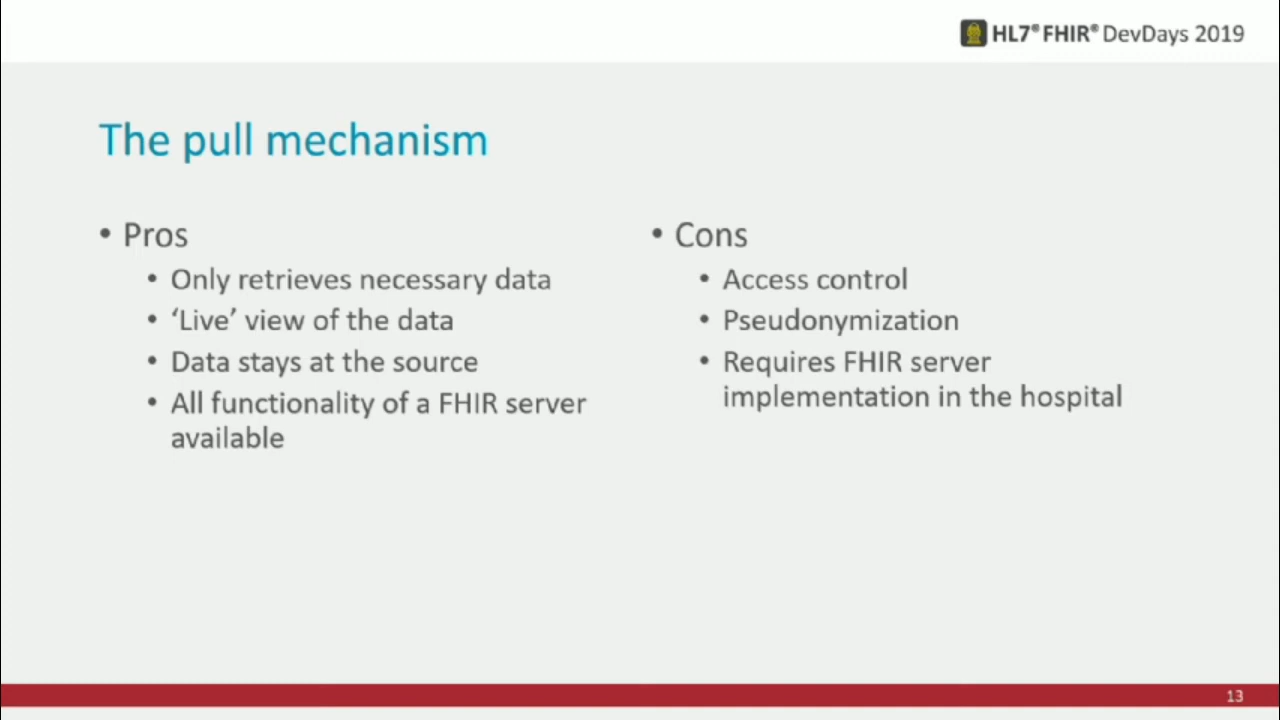 HL7® FHIR® DevDays 2019
The pull mechanism
• Pros
• Only retrieves necessary data
• ‘Live’ view of the data
• Data stays at the source
• All functionality of a FHIR server
available
• Cons
• Access control
• Pseudonymization
• Requires FHIR server
implementation in the hospital
13